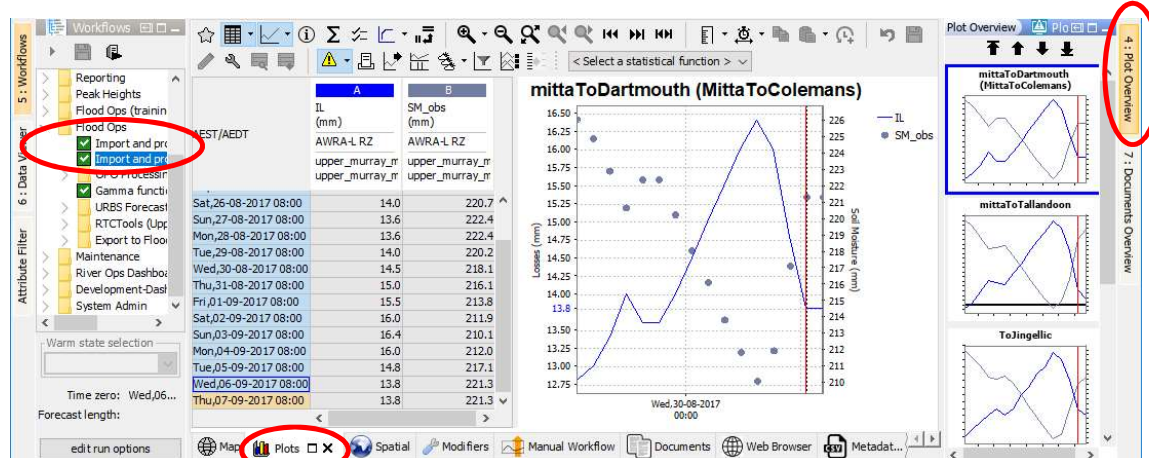 Workflows
5 : Workflows
6 : Data Viewer
Attribute Filter
Reporting
Peak Heights
Flood Ops (trainin
Flood Ops
Import and pro
Import and pro
Gamma functi
URBS Forecast
RTCTools (Upp
Export to Floo
Maintenance
River Ops Dashboa
Development-Dash
System Admin
Warm state selection
Time zero: Wed,06...
Forecast length:
edit run options
< Select a statistical function >
AEST/AEDT
A B
IL SM_obs
(mm) (mm)
AWRA-L RZ AWRA-L RZ
upper_murray_m upper_murray_m
upper_murray_m upper_murray_m
Sat,26-08-2017 08:00 14.0 220.7
Sun,27-08-2017 08:00 13.6 222.4
Mon,28-08-2017 08:00 13.6 222.4
Tue,29-08-2017 08:00 14.0 220.2
Wed,30-08-2017 08:00 14.5 218.1
Thu,31-08-2017 08:00 15.0 216.1
Fri,01-09-2017 08:00 15.5 213.8
Sat,02-09-2017 08:00 16.0 211.9
Sun,03-09-2017 08:00 16.4 210.1
Mon,04-09-2017 08:00 16.0 212.0
Tue,05-09-2017 08:00 14.8 217.1
Wed,06-09-2017 08:00 13.8 221.3
Thu,07-09-2017 08:00 13.8 221.3
mittaToDartmouth (MittaToColemans)
Losses (mm)
16.50
16.25
16.00
15.75
15.50
15.25
15.00
14.75
14.50
14.25
14.00
13.8
13.50
13.25
13.00
12.75
226
225
224
223
222
221
220
219
218
217
216
215
214
213
212
211
210
Soil Moisture (mm)
Wed,30-08-2017
00:00
IL
SM_obs
Map Plots Spatial Modifiers Manual Workflow Documents Web Browser Metadat...
Plot Overview Plo
mittaToDartmouth
(MittaToColemans)
mittaToTallandoon
ToJingellic
4 : Plot Overview
7 : Documents Overview